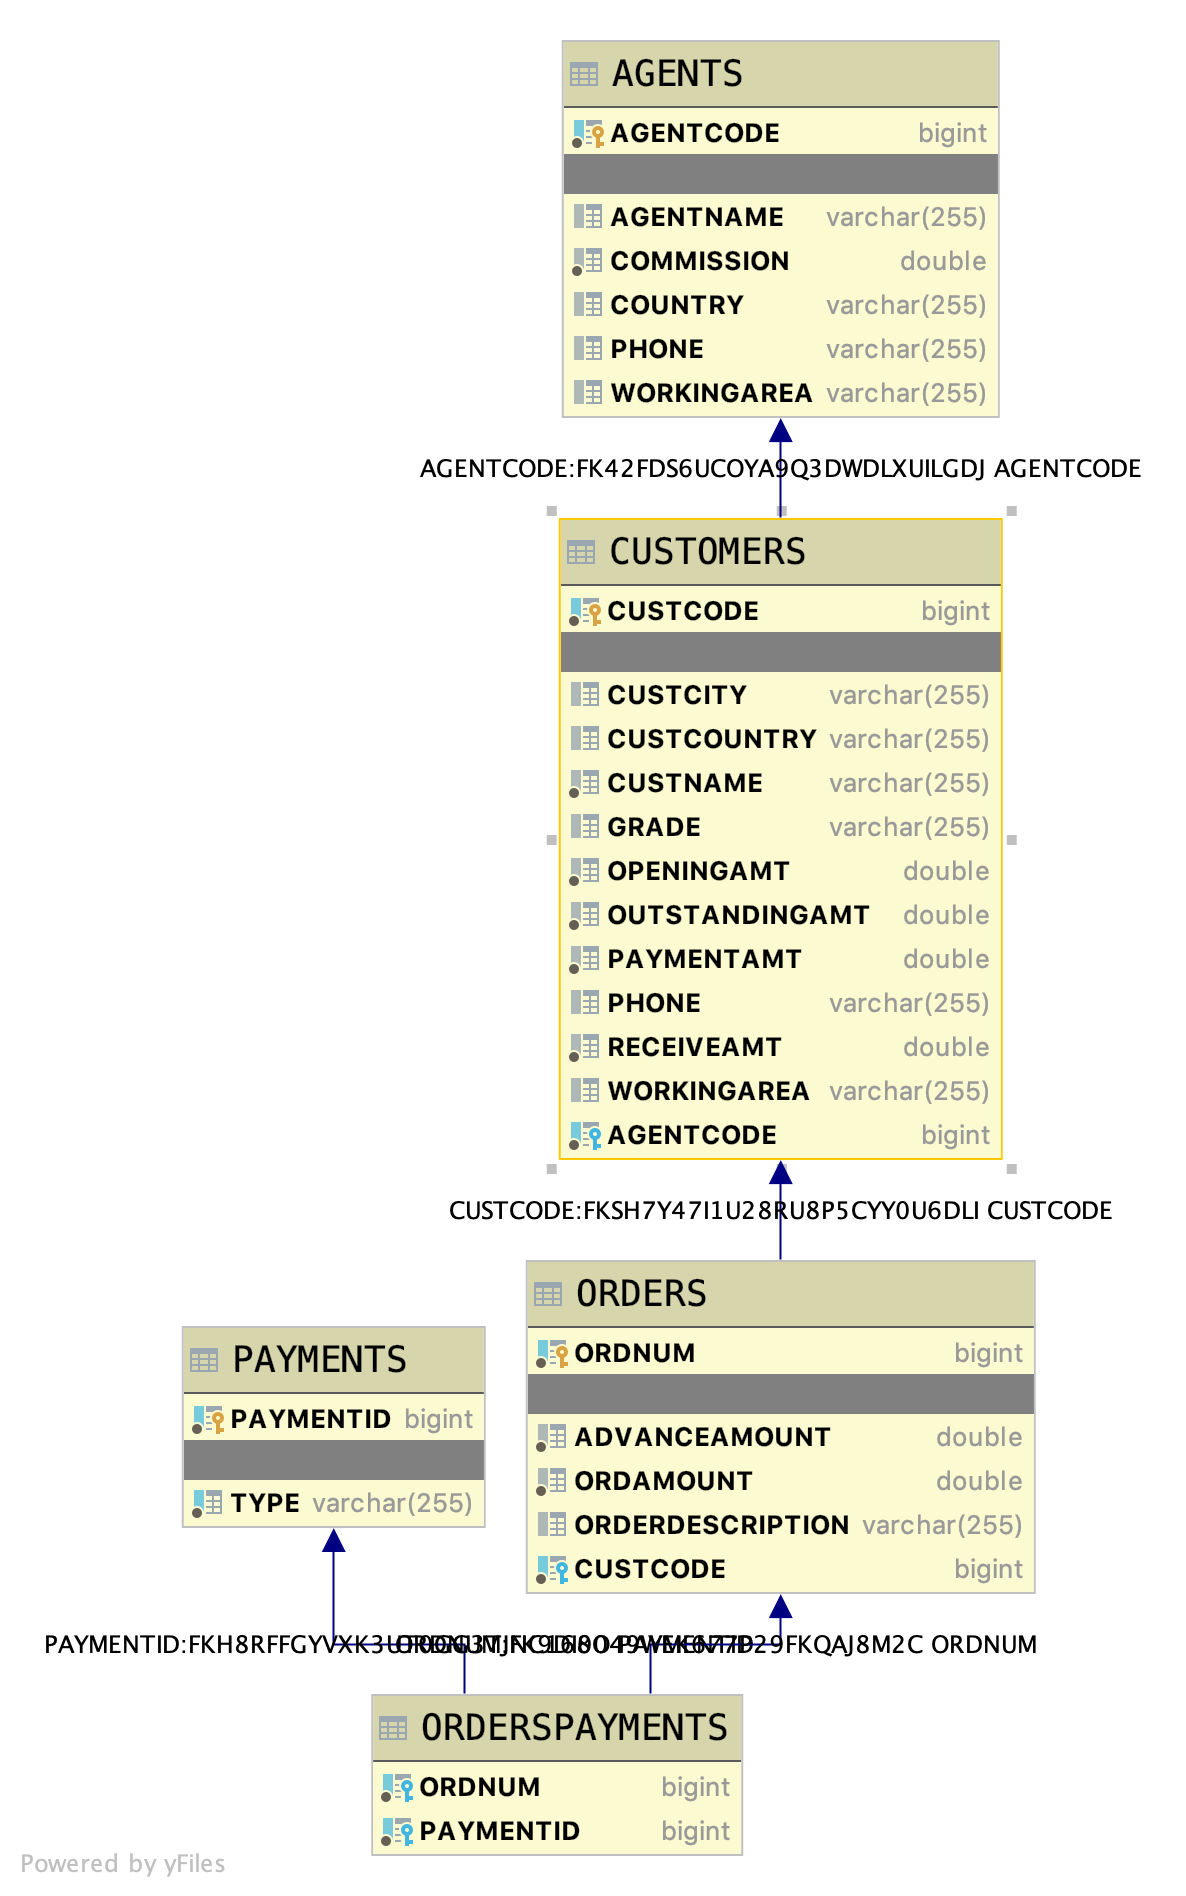 AGENTS
AGENTCODE bigint
AGENTNAME varchar(255)
COMMISSION double
COUNTRY varchar(255)
PHONE varchar(255)
WORKINGAREA varchar(255)
AGENTCODE:FK42FDS6UCOYA9Q3DWDLXUILGDJ AGENTCODE
CUSTOMERS
CUSTCODE bigint
CUSTCITY varchar(255)
CUSTCOUNTRY varchar(255)
CUSTNAME varchar(255)
GRADE varchar(255)
OPENINGAMT double
OUTSTANDINGAMT double
PAYMENTAMT double
PHONE varchar(255)
RECEIVEAMT double
WORKINGAREA varchar(255)
AGENTCODE bigint
CUSTCODE:FKSH7Y47I1U28RU8P5CYY0U6DLI CUSTCODE
ORDERS
ORDNUM bigint
ADVANCEAMOUNT double
ORDAMOUNT double
ORDERDESCRIPTION varchar(255)
CUSTCODE bigint
PAYMENTS
PAYMENTID bigint
TYPE varchar(255)
ORDNUM
ORDERSPAYMENTS
ORDNUM bigint
PAYMENTID bigint
Powered by yFiles